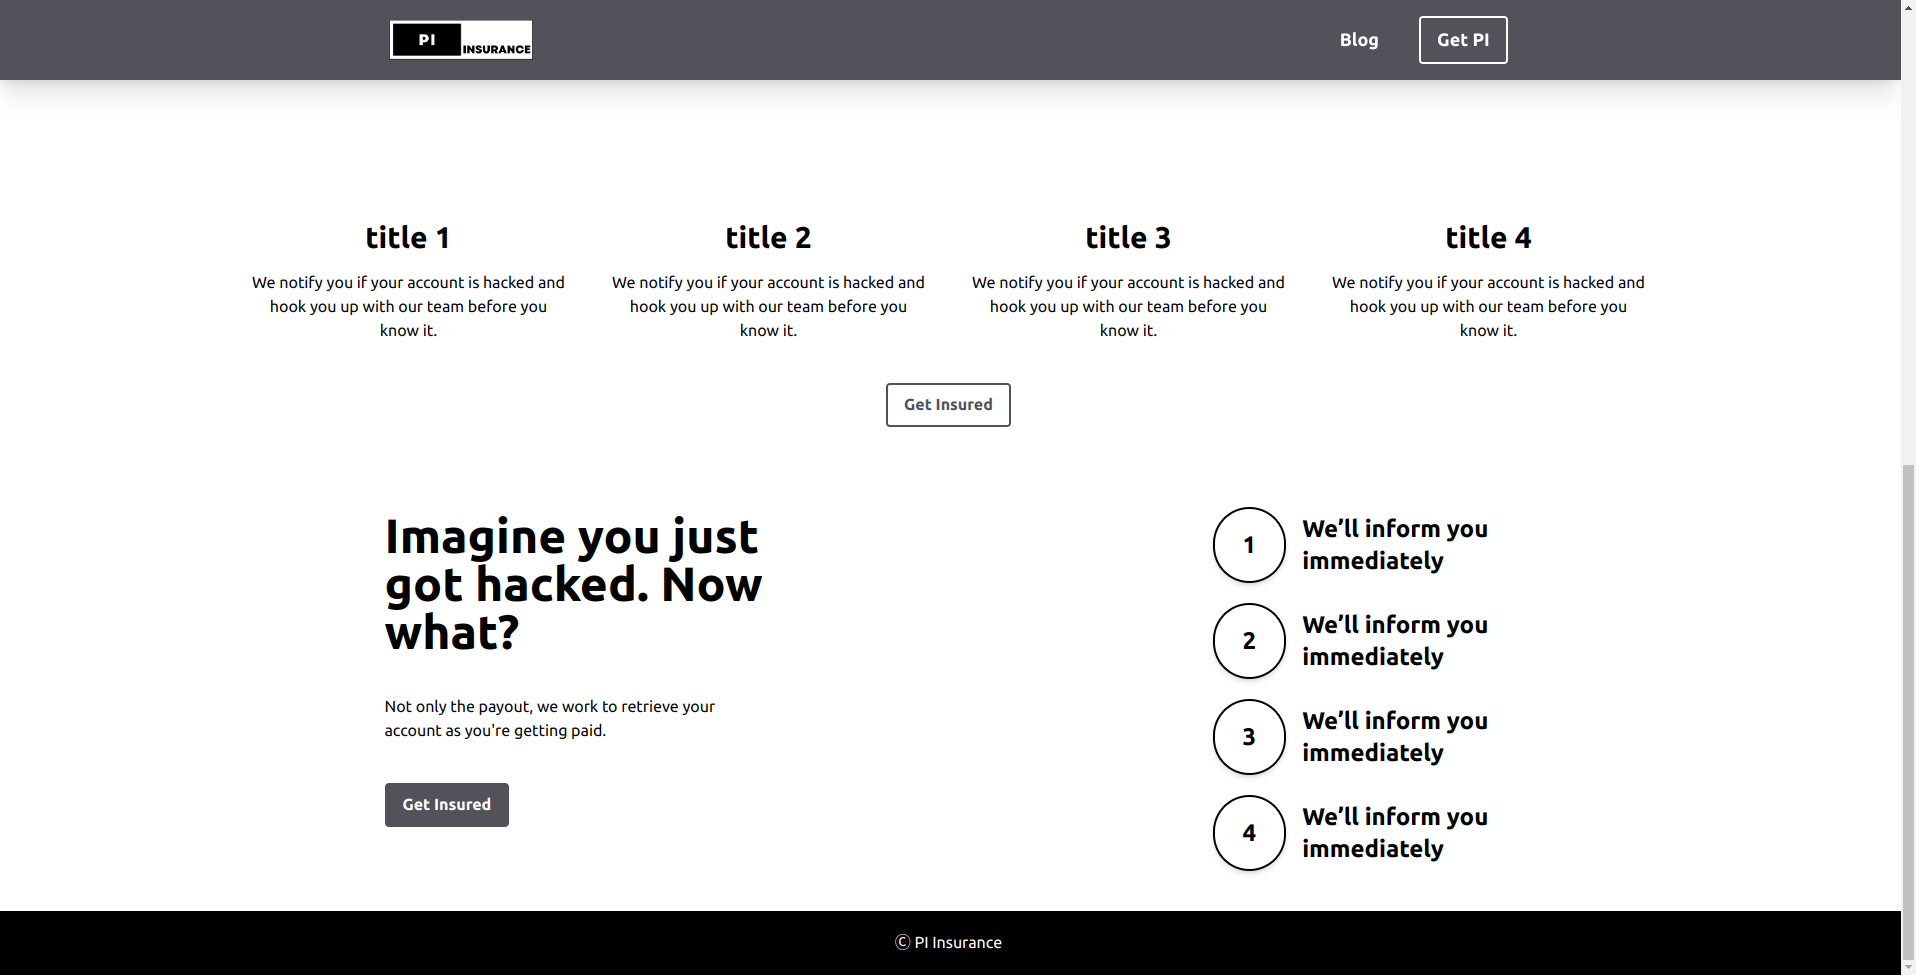 PI INSURANCE
Blog
Get PI
title 1
We notify you if your account is hacked and
hook you up with our team before you
know it.
title 2
We notify you if your account is hacked and
hook you up with our team before you
know it.
title 3
We notify you if your account is hacked and
hook you up with our team before you
know it.
title 4
We notify you if your account is hacked and
hook you up with our team before you
know it.
Get Insured
Imagine you just
got hacked. Now
what?
Not only the payout, we work to retrieve your
account as you're getting paid.
Get Insured
1
We’ll inform you
immediately
2
We’ll inform you
immediately
3
We’ll inform you
immediately
4
We’ll inform you
immediately
Ⓒ PI Insurance